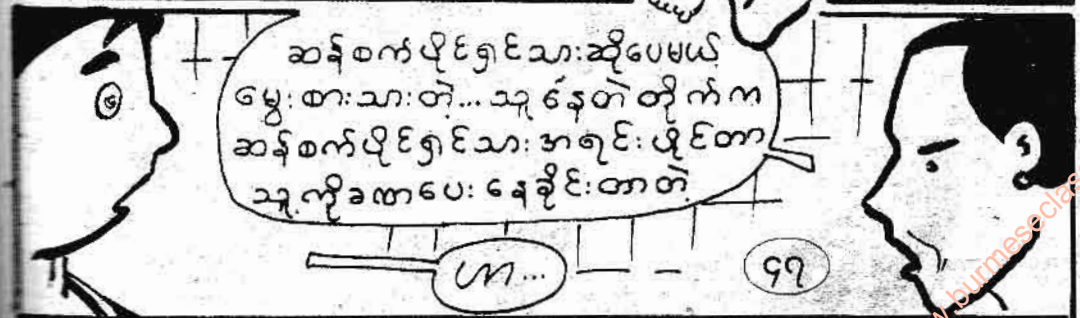 ဆန်စက်ပိုင်ရှင်သားဆိုပေမယ့်
မွေးစားသားတဲ့... သူနေတဲ့တိုက်က
ဆန်စက်ပိုင်ရှင်သားအရင်းပိုင်တာ
သူ့ကိုခဏပေးနေခိုင်းတာတဲ့
ဟာ...
၄၇
www.burmeseclas